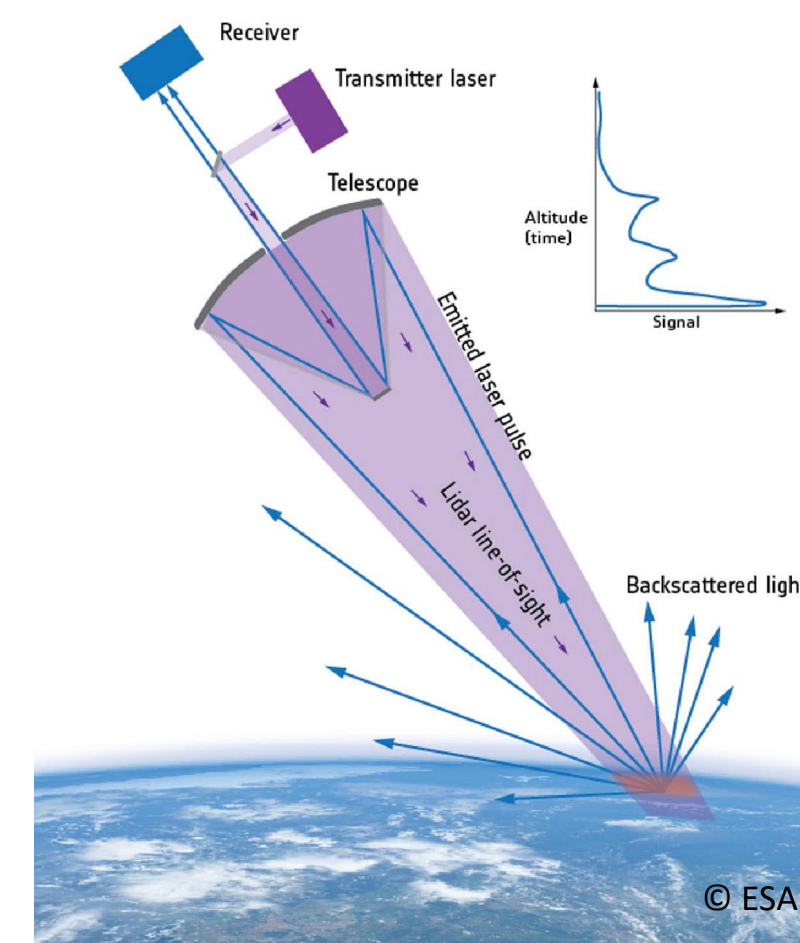 Receiver
Transmitter laser
Telescope
Altitude
(time)
Signal
Emitted laser pulse
Lidar line-of-sight
Backscattered ligh
© ESA